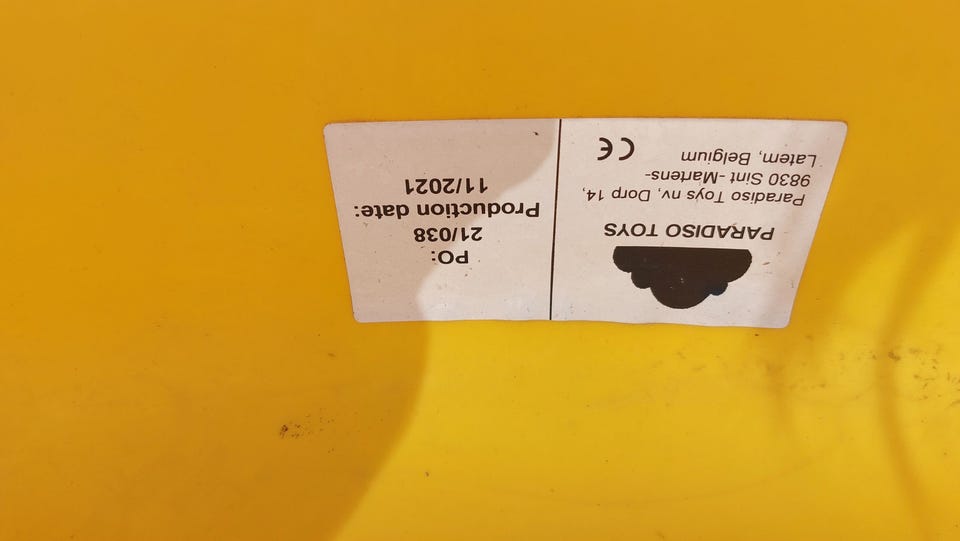 PARADISO TOYS
Paradiso Toys nv, Dorp 14,
9830 Sint -Martens-
Latem, Belgium
CE
PO:
21/038
Production date:
11/2021